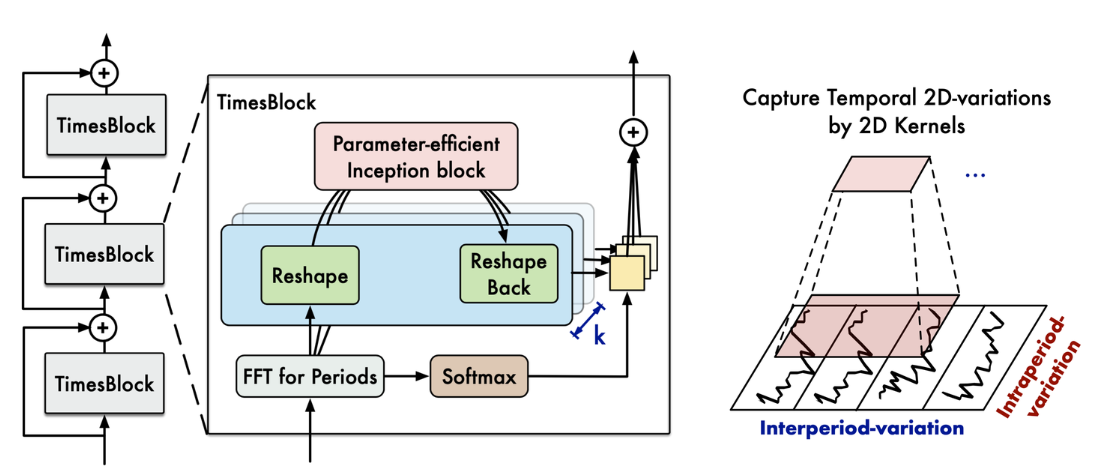 TimesBlock
TimesBlock
TimesBlock
TimesBlock
Parameter-efficient
Inception block
Reshape
Reshape
Back
k
FFT for Periods
Softmax
Capture Temporal 2D-variations
by 2D Kernels
...
Interperiod-variation
Intraperiod-
variation